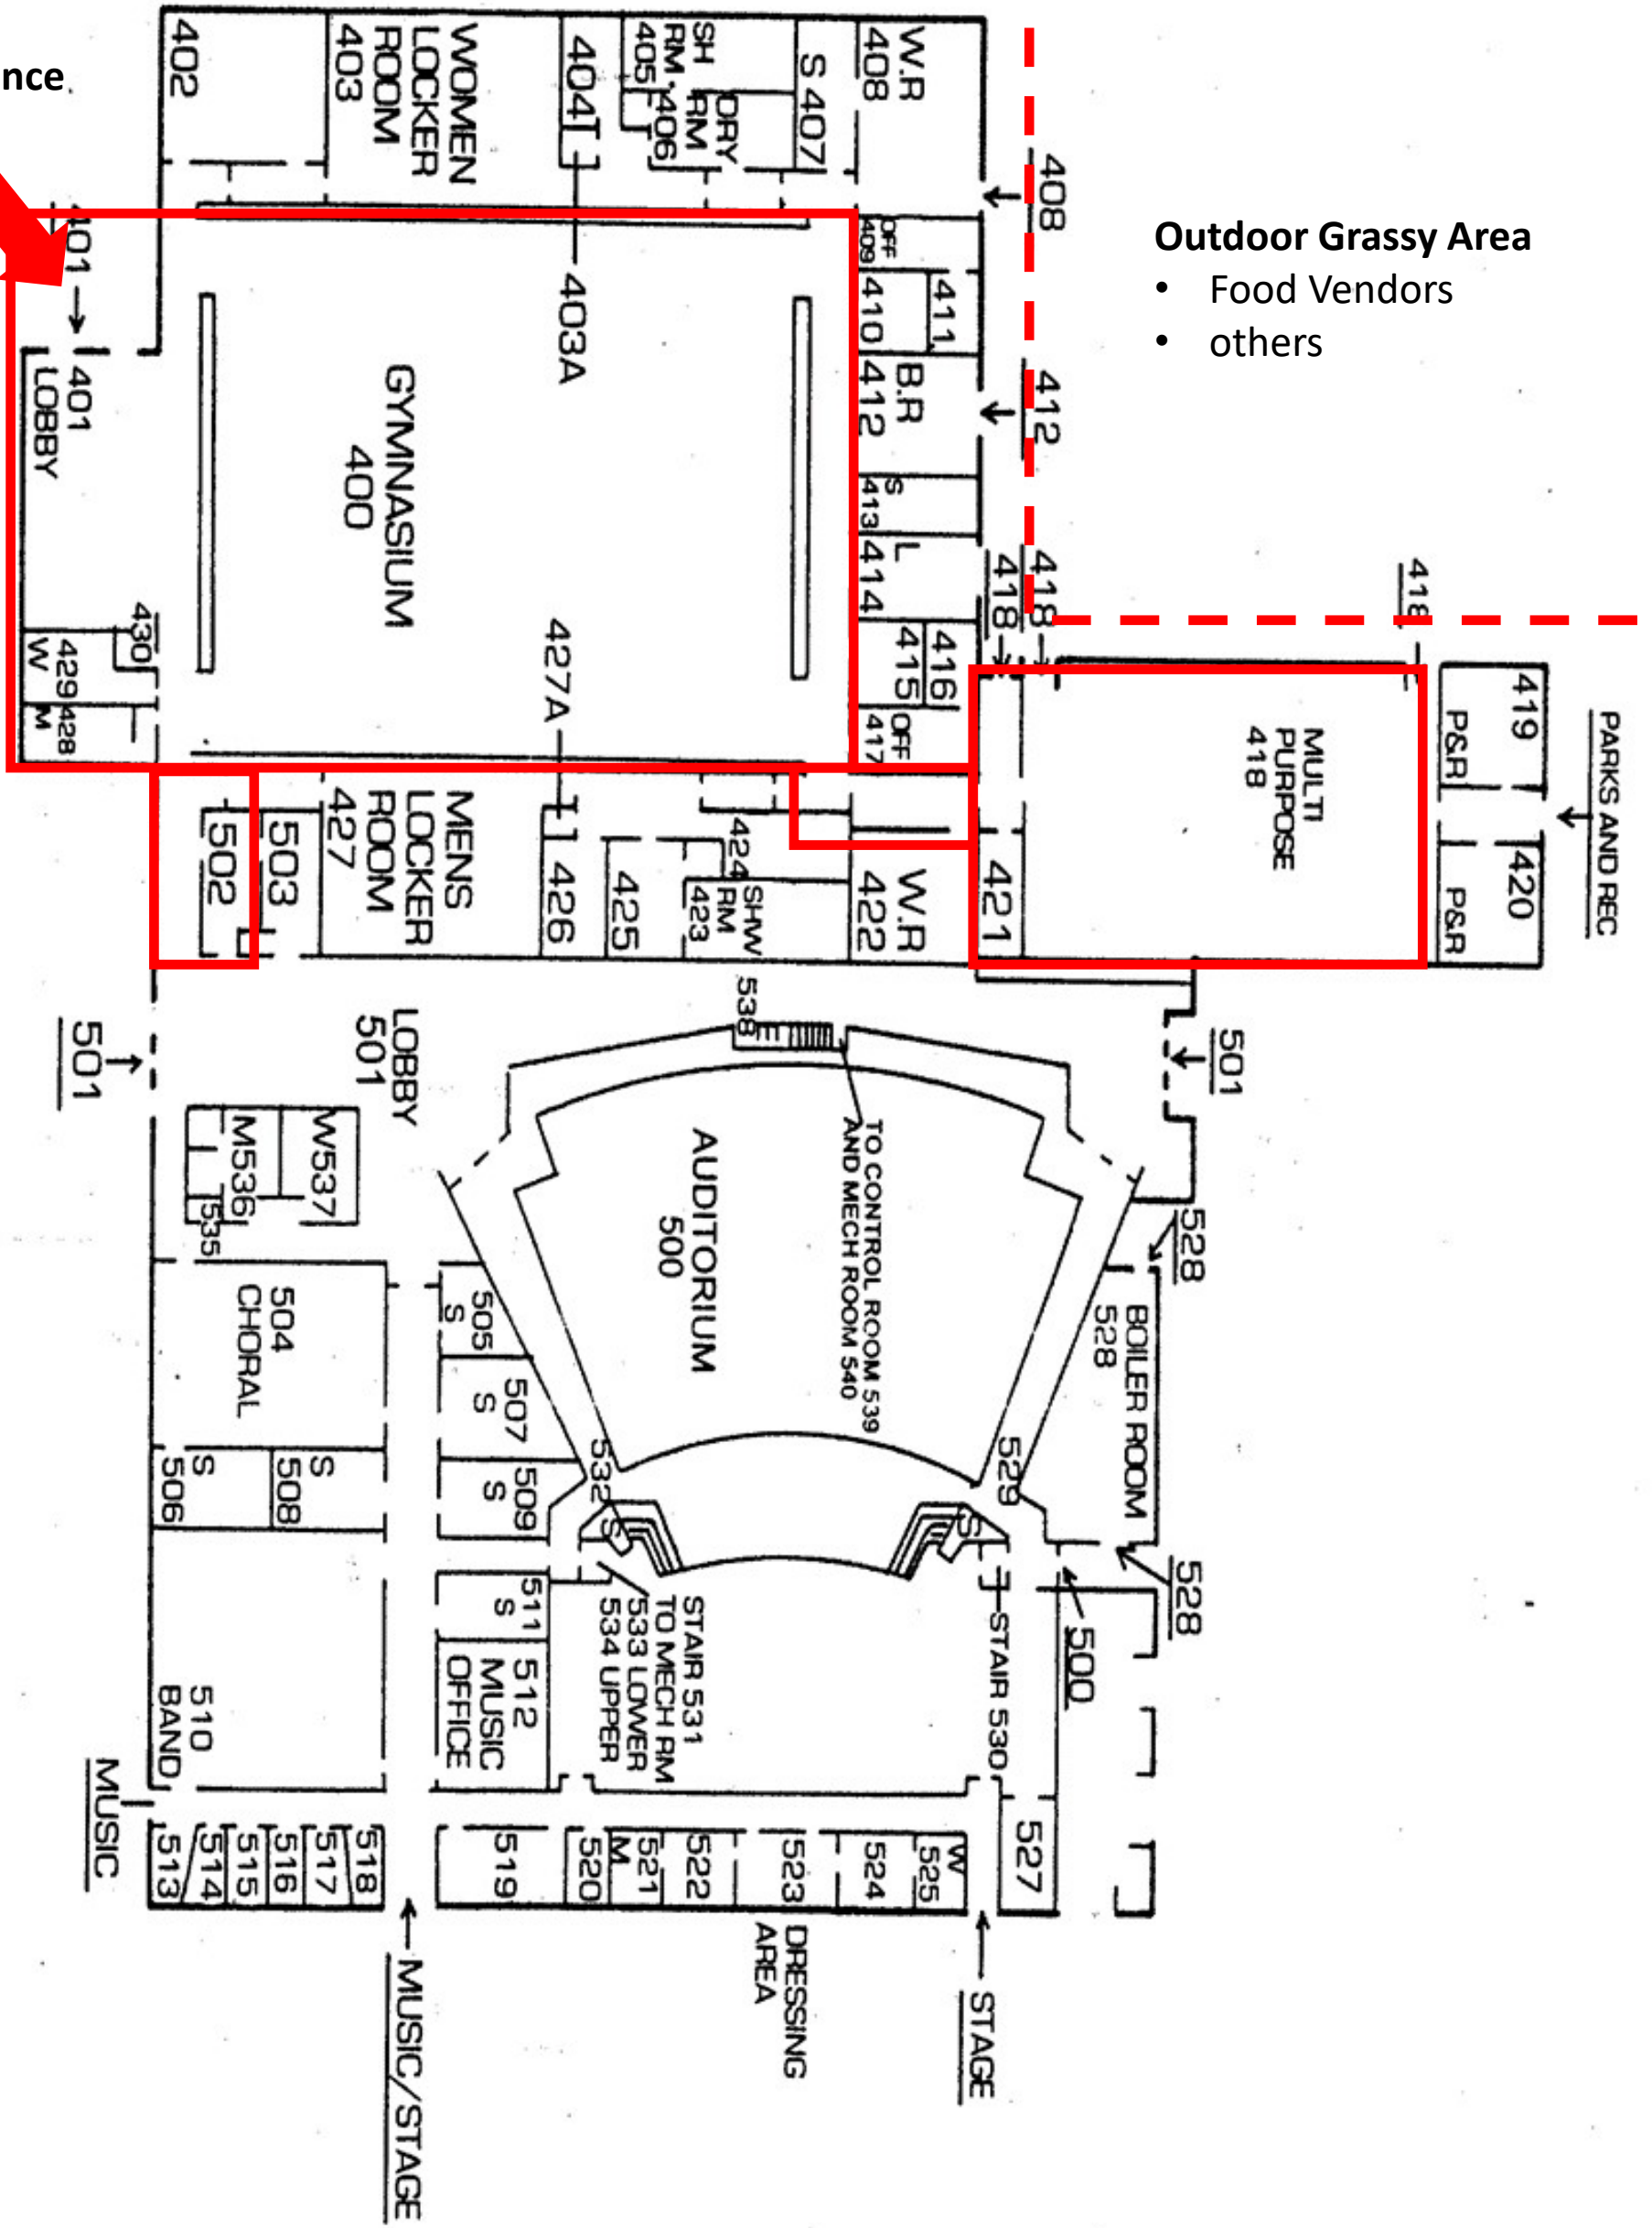 nce
Outdoor Grassy Area
• Food Vendors
• others
402
WOMEN
LOCKER
ROOM
403
404
SH
RM
405
DRY
RM
406
S 407
W.R
408
408
401
401
LOBBY
403A
GYMNASIUM
400
427A
OFF
409
410
411
B.R
412
412
S
413
L
414
415
416
OFF
417
418
418
418
MULTI
PURPOSE
418
419
P&R
420
P&R
PARKS AND REC
430
429
W
428
M
502
503
MENS
LOCKER
ROOM
427
426
425
424
SHW
RM
423
W.R
422
421
501
LOBBY
501
501
538
M536
W537
535
AUDITORIUM
500
TO CONTROL ROOM 539
AND MECH ROOM 540
528
BOILER ROOM
528
528
504
CHORAL
505
S
507
S
509
S
S
506
S
508
532
S
529
S
511
S
512
MUSIC
OFFICE
STAIR 531
TO MECH RM
533 LOWER
534 UPPER
STAIR 530
500
510
BAND
MUSIC
513
514
515
516
517
518
519
520
M
521
522
523
524
W
525
527
MUSIC/STAGE
DRESSING
AREA
STAGE